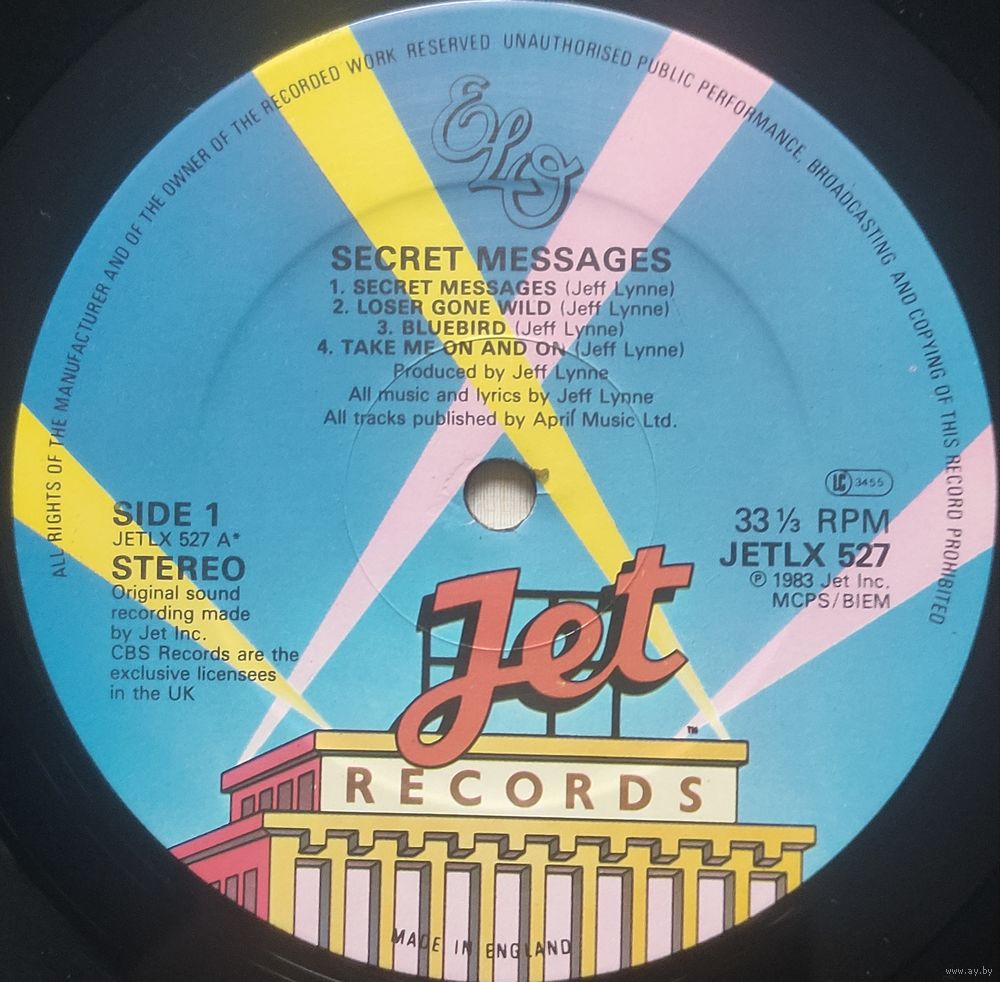 ALL RIGHTS OF THE MANUFACTURER AND OF THE OWNER OF THE RECORDED WORK RESERVED UNAUTHORISED PUBLIC PERFORMANCE, BROADCASTING AND COPYING OF THIS RECORD PROHIBITED
ELO
SECRET MESSAGES
1. SECRET MESSAGES (Jeff Lynne)
2. LOSER GONE WILD (Jeff Lynne)
3. BLUEBIRD (Jeff Lynne)
4. TAKE ME ON AND ON (Jeff Lynne)
Produced by Jeff Lynne
All music and lyrics by Jeff Lynne
All tracks published by April Music Ltd.
SIDE 1
JETLX 527 A*
STEREO
Original sound
recording made
by Jet Inc.
CBS Records are the
exclusive licensees
in the UK
LC 3455
33 1/3 RPM
JETLX 527
℗ 1983 Jet Inc.
MCPS/BIEM
Jet
TM
RECORDS
MADE IN ENGLAND
www.ay.by